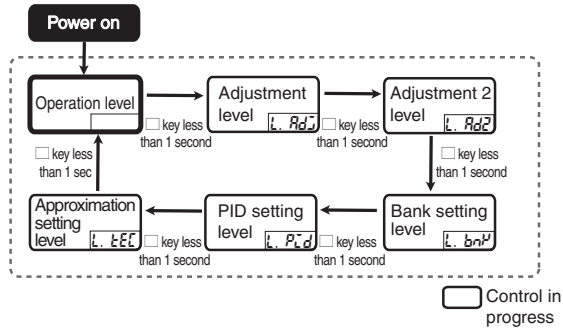 Power on
Operation level
Adjustment
level
L. AdJ
Adjustment 2
level
L. Ad2
□ key less
than 1 second
□ key less
than 1 second
□ key less
than 1 sec
□ key less
than 1 second
Approximation
setting
level
L. tEC
PID setting
level
L. PId
Bank setting
level
L. bnK
□ key less
than 1 second
□ key less
than 1 second
Control in
progress